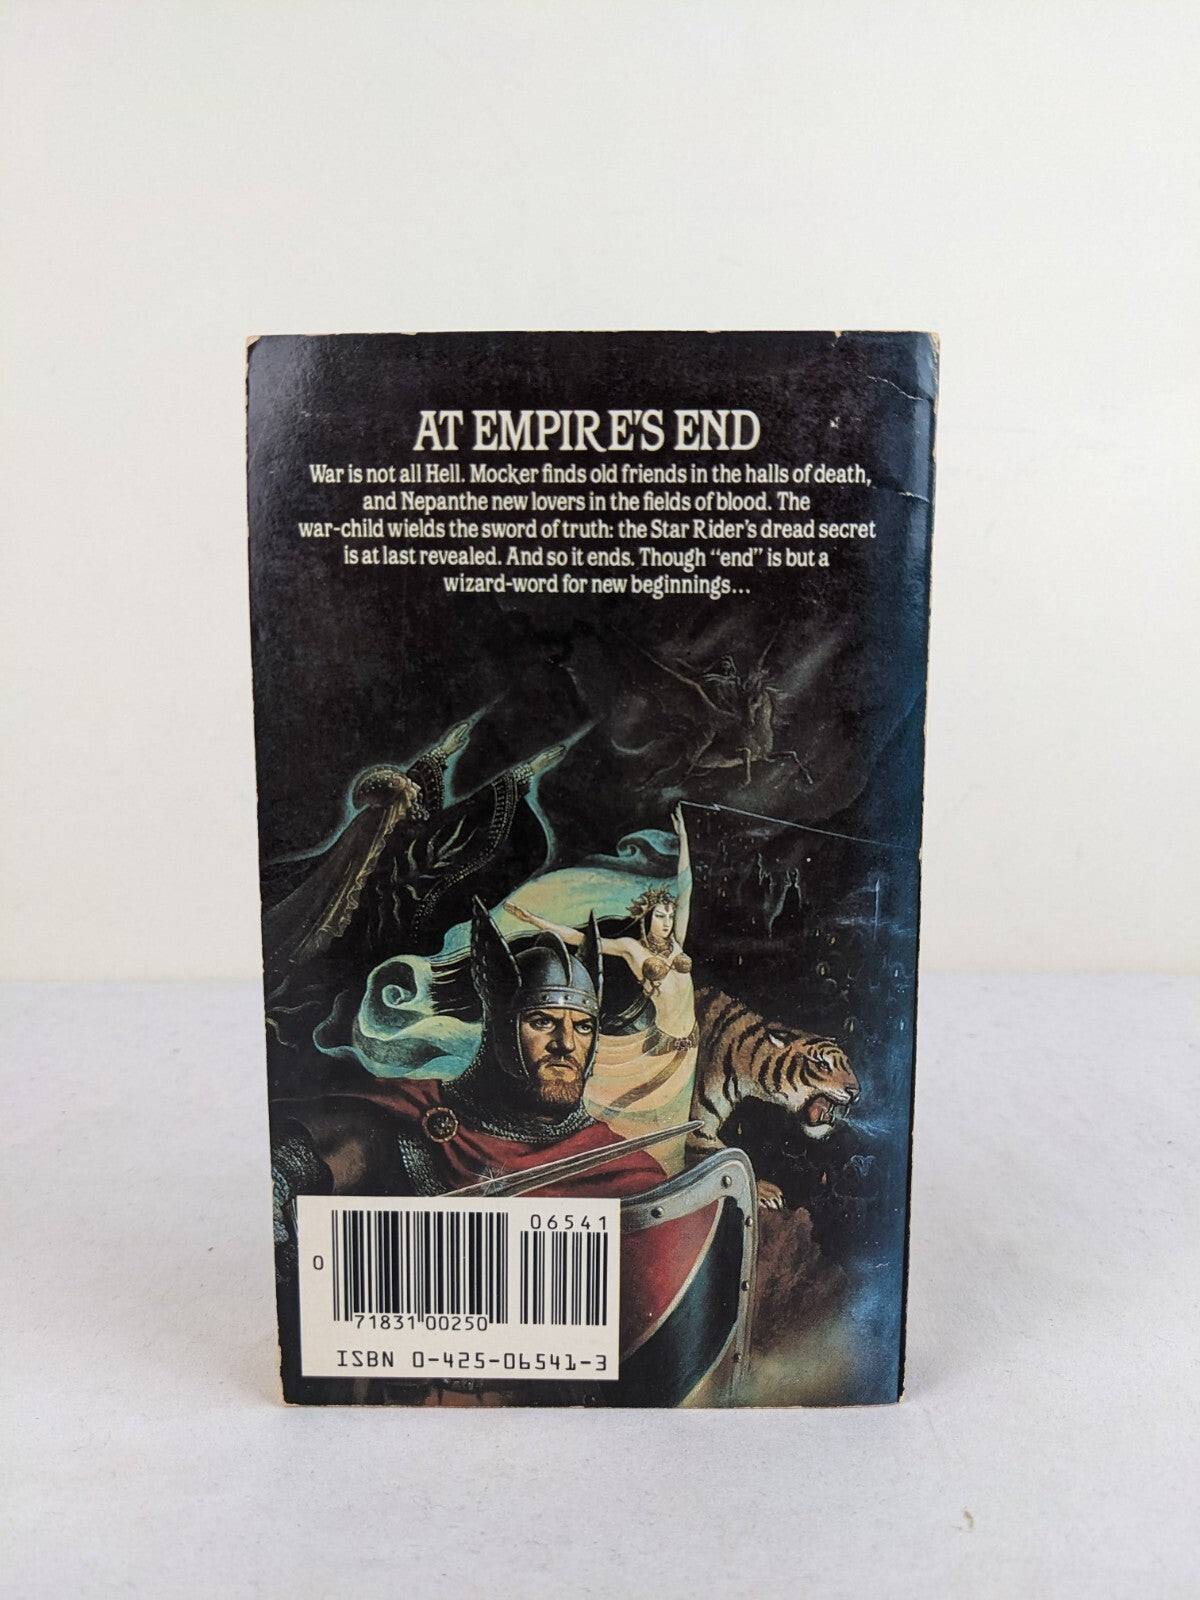 AT EMPIRE'S END
War is not all Hell. Mocker finds old friends in the halls of death,
and Nepanthe new lovers in the fields of blood. The
war-child wields the sword of truth: the Star Rider's dread secret
is at last revealed. And so it ends. Though “end” is but a
wizard-word for new beginnings...
06541
0
71831 00250
ISBN 0-425-06541-3